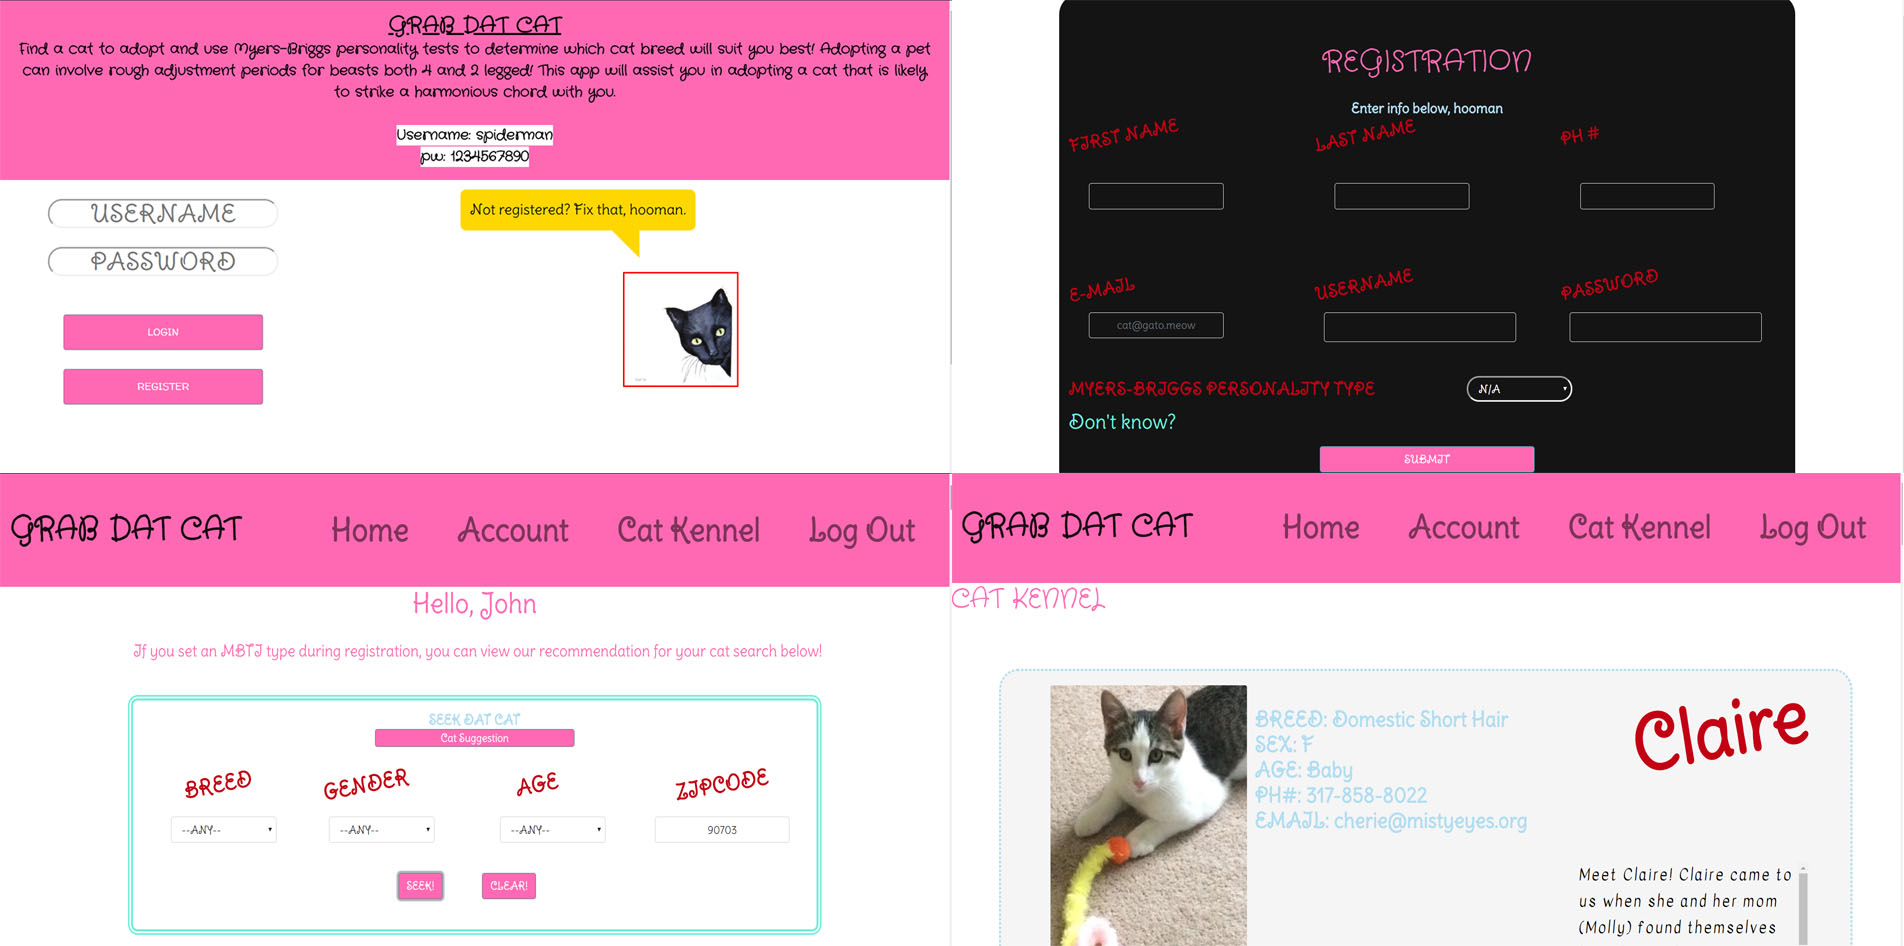 GRAB DAT CAT
Find a cat to adopt and use Myers-Briggs personality tests to determine which cat breed will suit you best! Adopting a pet
can involve rough adjustment periods for beasts both 4 and 2 legged! This app will assist you in adopting a cat that is likely
to strike a harmonious chord with you.
Username: spiderman
pw: 1234567890
USERNAME
PASSWORD
LOGIN
REGISTER
Not registered? Fix that, hooman.
REGISTRATION
Enter info below, hooman
FIRST NAME
LAST NAME
PH #
E-MAIL
USERNAME
PASSWORD
cat@gato.meow
MYERS-BRIGGS PERSONALITY TYPE
N/A
Don't know?
SUBMIT
GRAB DAT CAT
Home
Account
Cat Kennel
Log Out
Hello, John
If you set an MBTI type during registration, you can view our recommendation for your cat search below!
SEEK DAT CAT
Cat Suggestion
BREED
GENDER
AGE
ZIPCODE
--ANY--
--ANY--
--ANY--
90703
SEEK!
CLEAR!
GRAB DAT CAT
Home
Account
Cat Kennel
Log Out
CAT KENNEL
BREED: Domestic Short Hair
SEX: F
AGE: Baby
PH#: 317-858-8022
EMAIL: cherie@mistyeyes.org
Claire
Meet Claire! Claire came to
us when she and her mom
(Molly) found themselves